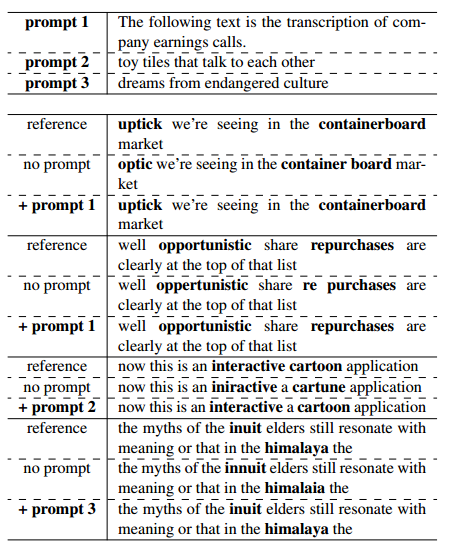 prompt 1 The following text is the transcription of com-
pany earnings calls.
prompt 2 toy tiles that talk to each other
prompt 3 dreams from endangered culture
reference uptick we're seeing in the containerboard
market
no prompt optic we're seeing in the container board mar-
ket
+ prompt 1 uptick we're seeing in the containerboard
market
reference well opportunistic share repurchases are
clearly at the top of that list
no prompt well oppertunistic share re purchases are
clearly at the top of that list
+ prompt 1 well opportunistic share repurchases are
clearly at the top of that list
reference now this is an interactive cartoon application
no prompt now this is an iniractive a cartune application
+ prompt 2 now this is an interactive a cartoon application
reference the myths of the inuit elders still resonate with
meaning or that in the himalaya the
no prompt the myths of the innuit elders still resonate with
meaning or that in the himalaia the
+ prompt 3 the myths of the inuit elders still resonate with
meaning or that in the himalaya the